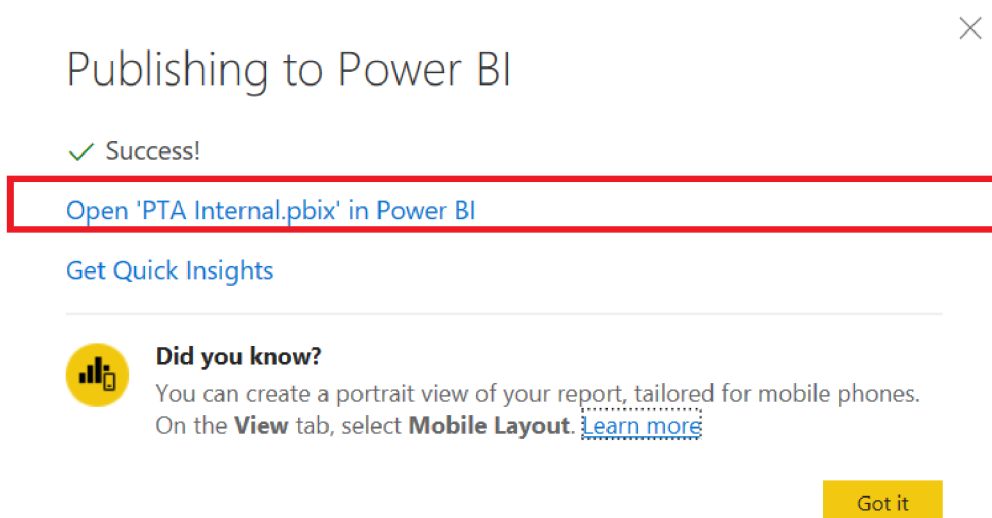 Publishing to Power BI
Success!
Open 'PTA Internal.pbix' in Power BI
Get Quick Insights
Did you know?
You can create a portrait view of your report, tailored for mobile phones.
On the View tab, select Mobile Layout. Learn more
Got it